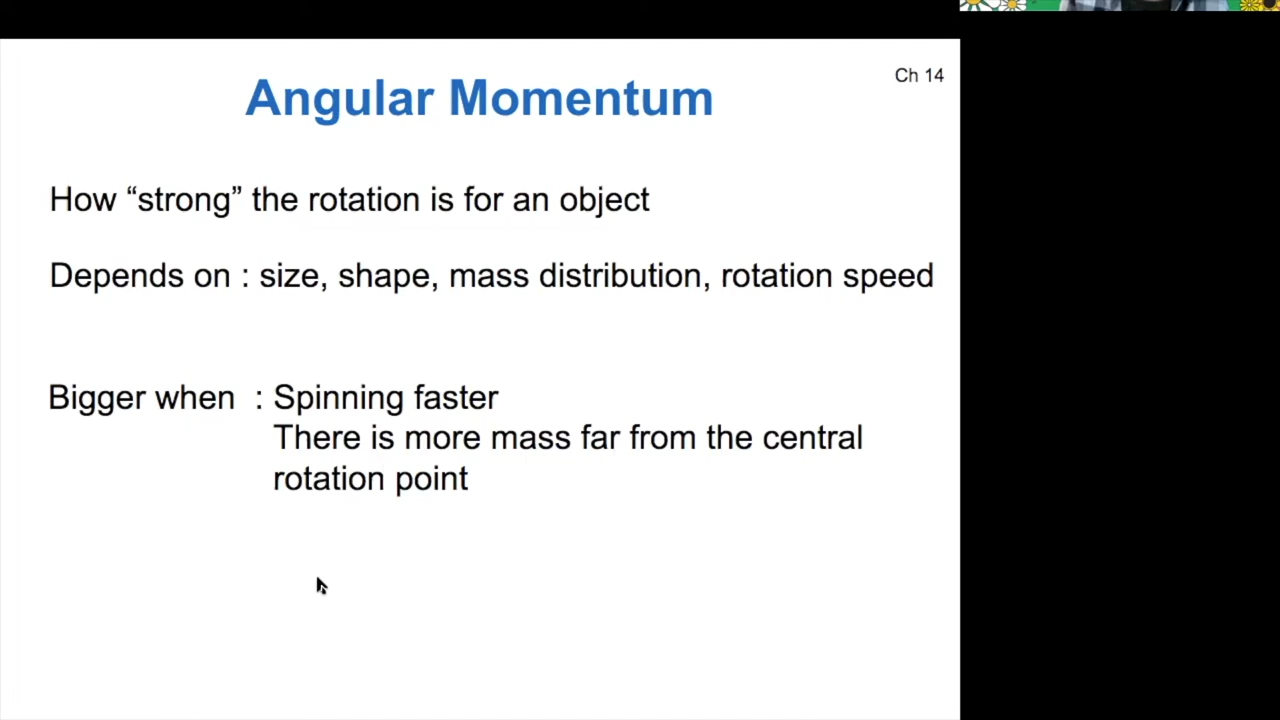 Ch 14
Angular Momentum
How “strong” the rotation is for an object
Depends on : size, shape, mass distribution, rotation speed
Bigger when : Spinning faster
There is more mass far from the central
rotation point